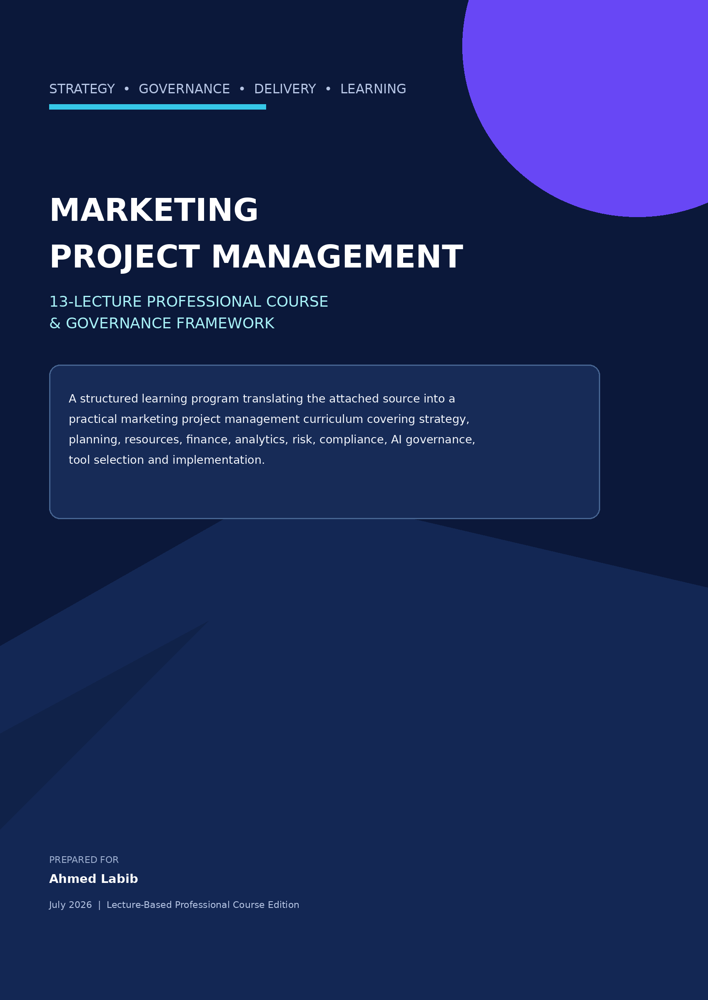 STRATEGY • GOVERNANCE • DELIVERY • LEARNING
MARKETING
PROJECT MANAGEMENT
13-LECTURE PROFESSIONAL COURSE
& GOVERNANCE FRAMEWORK
A structured learning program translating the attached source into a
practical marketing project management curriculum covering strategy,
planning, resources, finance, analytics, risk, compliance, AI governance,
tool selection and implementation.
PREPARED FOR
Ahmed Labib
July 2026 | Lecture-Based Professional Course Edition